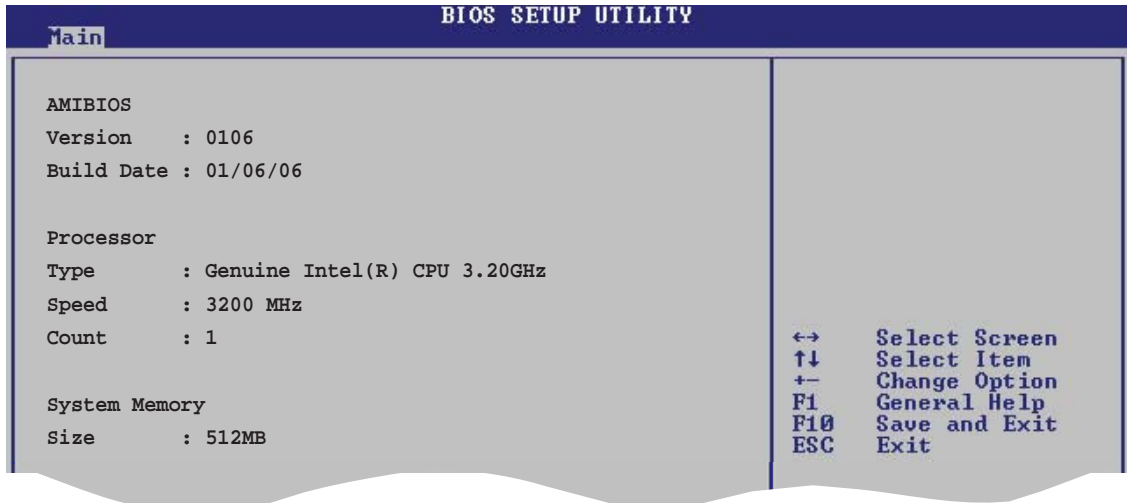 BIOS SETUP UTILITY
Main
AMIBIOS
Version : 0106
Build Date : 01/06/06
Processor
Type : Genuine Intel(R) CPU 3.20GHz
Speed : 3200 MHz
Count : 1
System Memory
Size : 512MB
←→ Select Screen
↑↓ Select Item
+- Change Option
F1 General Help
F10 Save and Exit
ESC Exit